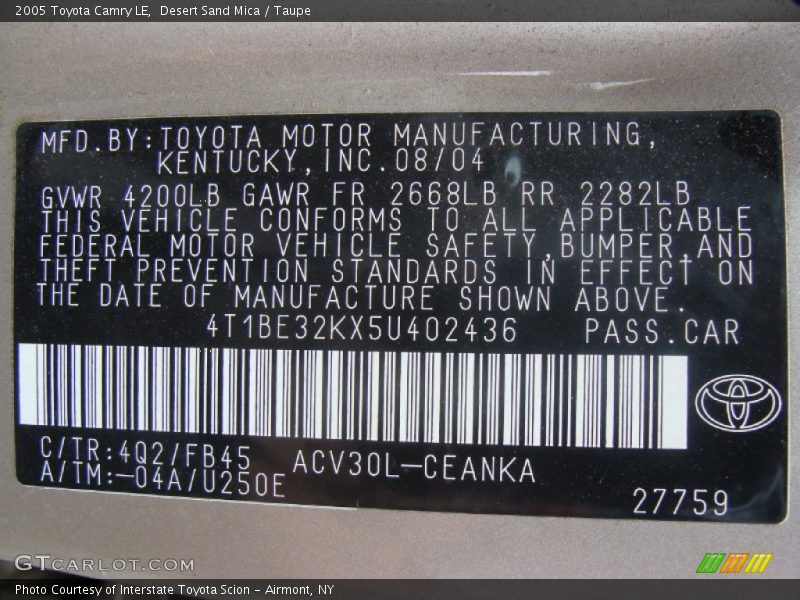 2005 Toyota Camry LE,  Desert Sand Mica / Taupe
MFD.BY:TOYOTA MOTOR MANUFACTURING,
KENTUCKY,INC.08/04
GVWR 4200LB GAWR FR 2668LB RR 2282LB
THIS VEHICLE CONFORMS TO ALL APPLICABLE
FEDERAL MOTOR VEHICLE SAFETY,BUMPER,AND
THEFT PREVENTION STANDARDS IN EFFECT ON
THE DATE OF MANUFACTURE SHOWN ABOVE.
4T1BE32KX5U402436 PASS.CAR
C/TR:4Q2/FB45 ACV30L-CEANKA
A/TM:-04A/U250E
27759
GTCARLOT.COM
Photo Courtesy of Interstate Toyota Scion - Airmont, NY